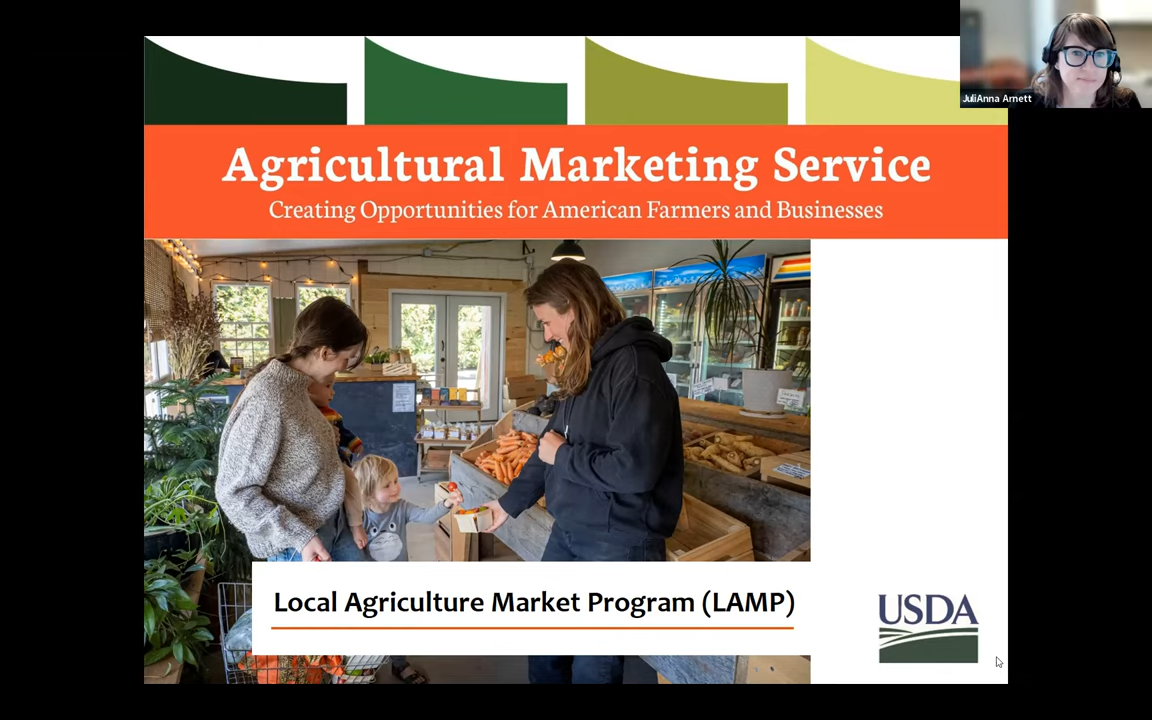 JuliAnna Arnett
Agricultural Marketing Service
Creating Opportunities for American Farmers and Businesses
Local Agriculture Market Program (LAMP)
USDA